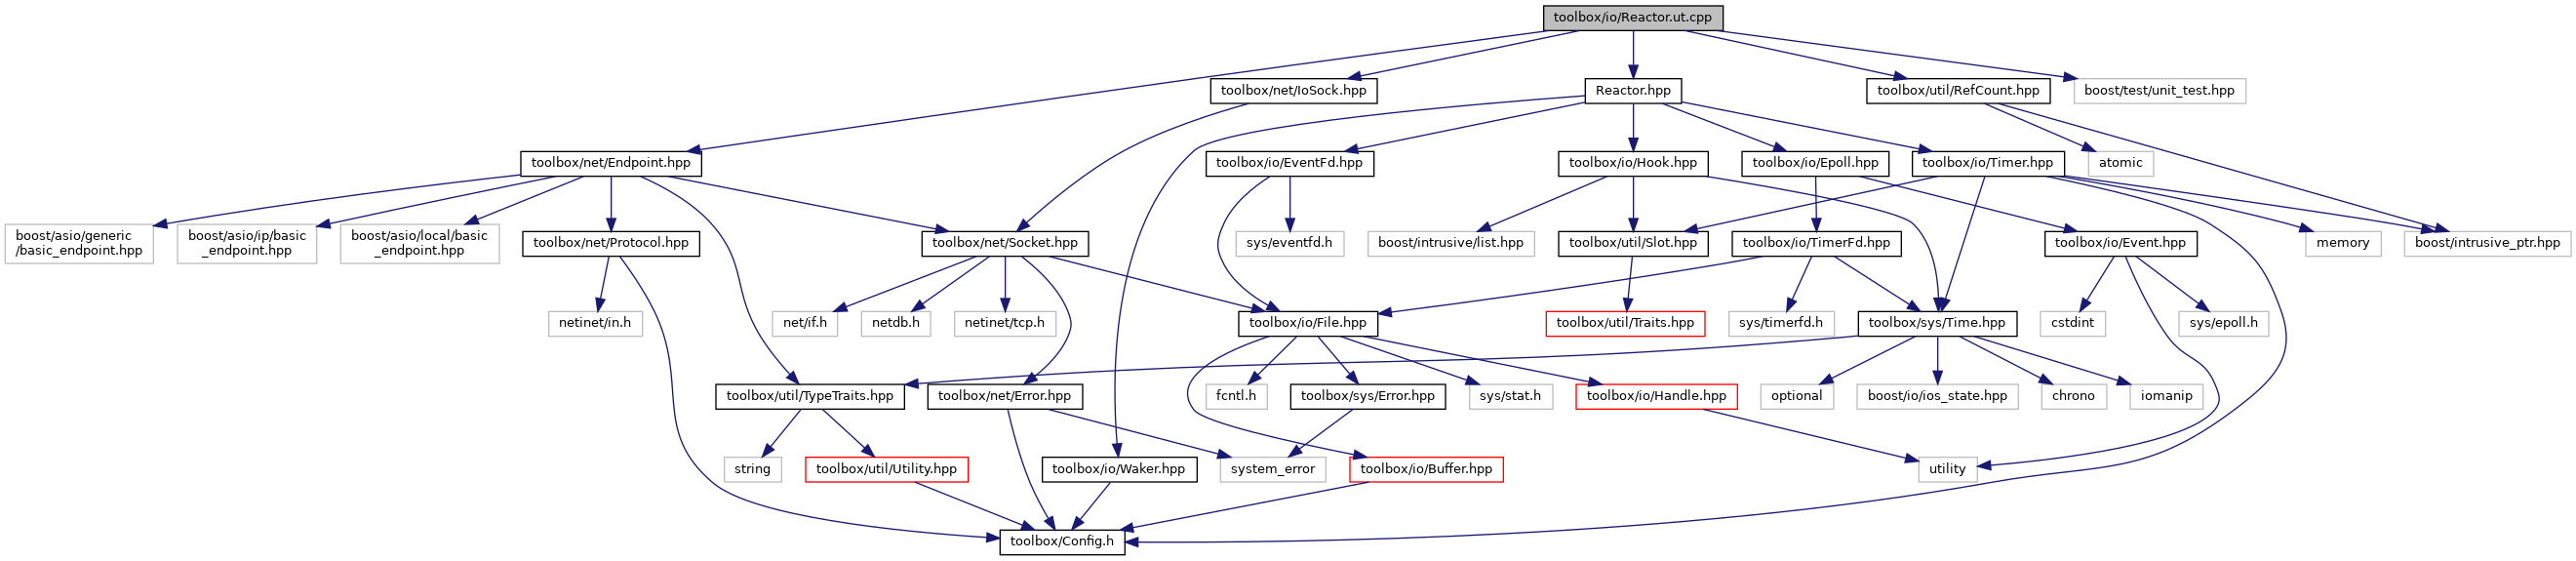 toolbox/io/Reactor.ut.cpp
toolbox/net/IoSock.hpp
Reactor.hpp
toolbox/util/RefCount.hpp
boost/test/unit_test.hpp
toolbox/net/Endpoint.hpp
toolbox/io/EventFd.hpp
toolbox/io/Hook.hpp
toolbox/io/Epoll.hpp
toolbox/io/Timer.hpp
atomic
boost/asio/generic
/basic_endpoint.hpp
boost/asio/ip/basic
_endpoint.hpp
boost/asio/local/basic
_endpoint.hpp
toolbox/net/Protocol.hpp
toolbox/net/Socket.hpp
sys/eventfd.h
boost/intrusive/list.hpp
toolbox/util/Slot.hpp
toolbox/io/TimerFd.hpp
toolbox/io/Event.hpp
memory
boost/intrusive_ptr.hpp
netinet/in.h
net/if.h
netdb.h
netinet/tcp.h
toolbox/io/File.hpp
toolbox/util/Traits.hpp
sys/timerfd.h
toolbox/sys/Time.hpp
cstdint
sys/epoll.h
toolbox/util/TypeTraits.hpp
toolbox/net/Error.hpp
fcntl.h
toolbox/sys/Error.hpp
sys/stat.h
toolbox/io/Handle.hpp
optional
boost/io/ios_state.hpp
chrono
iomanip
string
toolbox/util/Utility.hpp
toolbox/io/Waker.hpp
system_error
toolbox/io/Buffer.hpp
utility
toolbox/Config.h